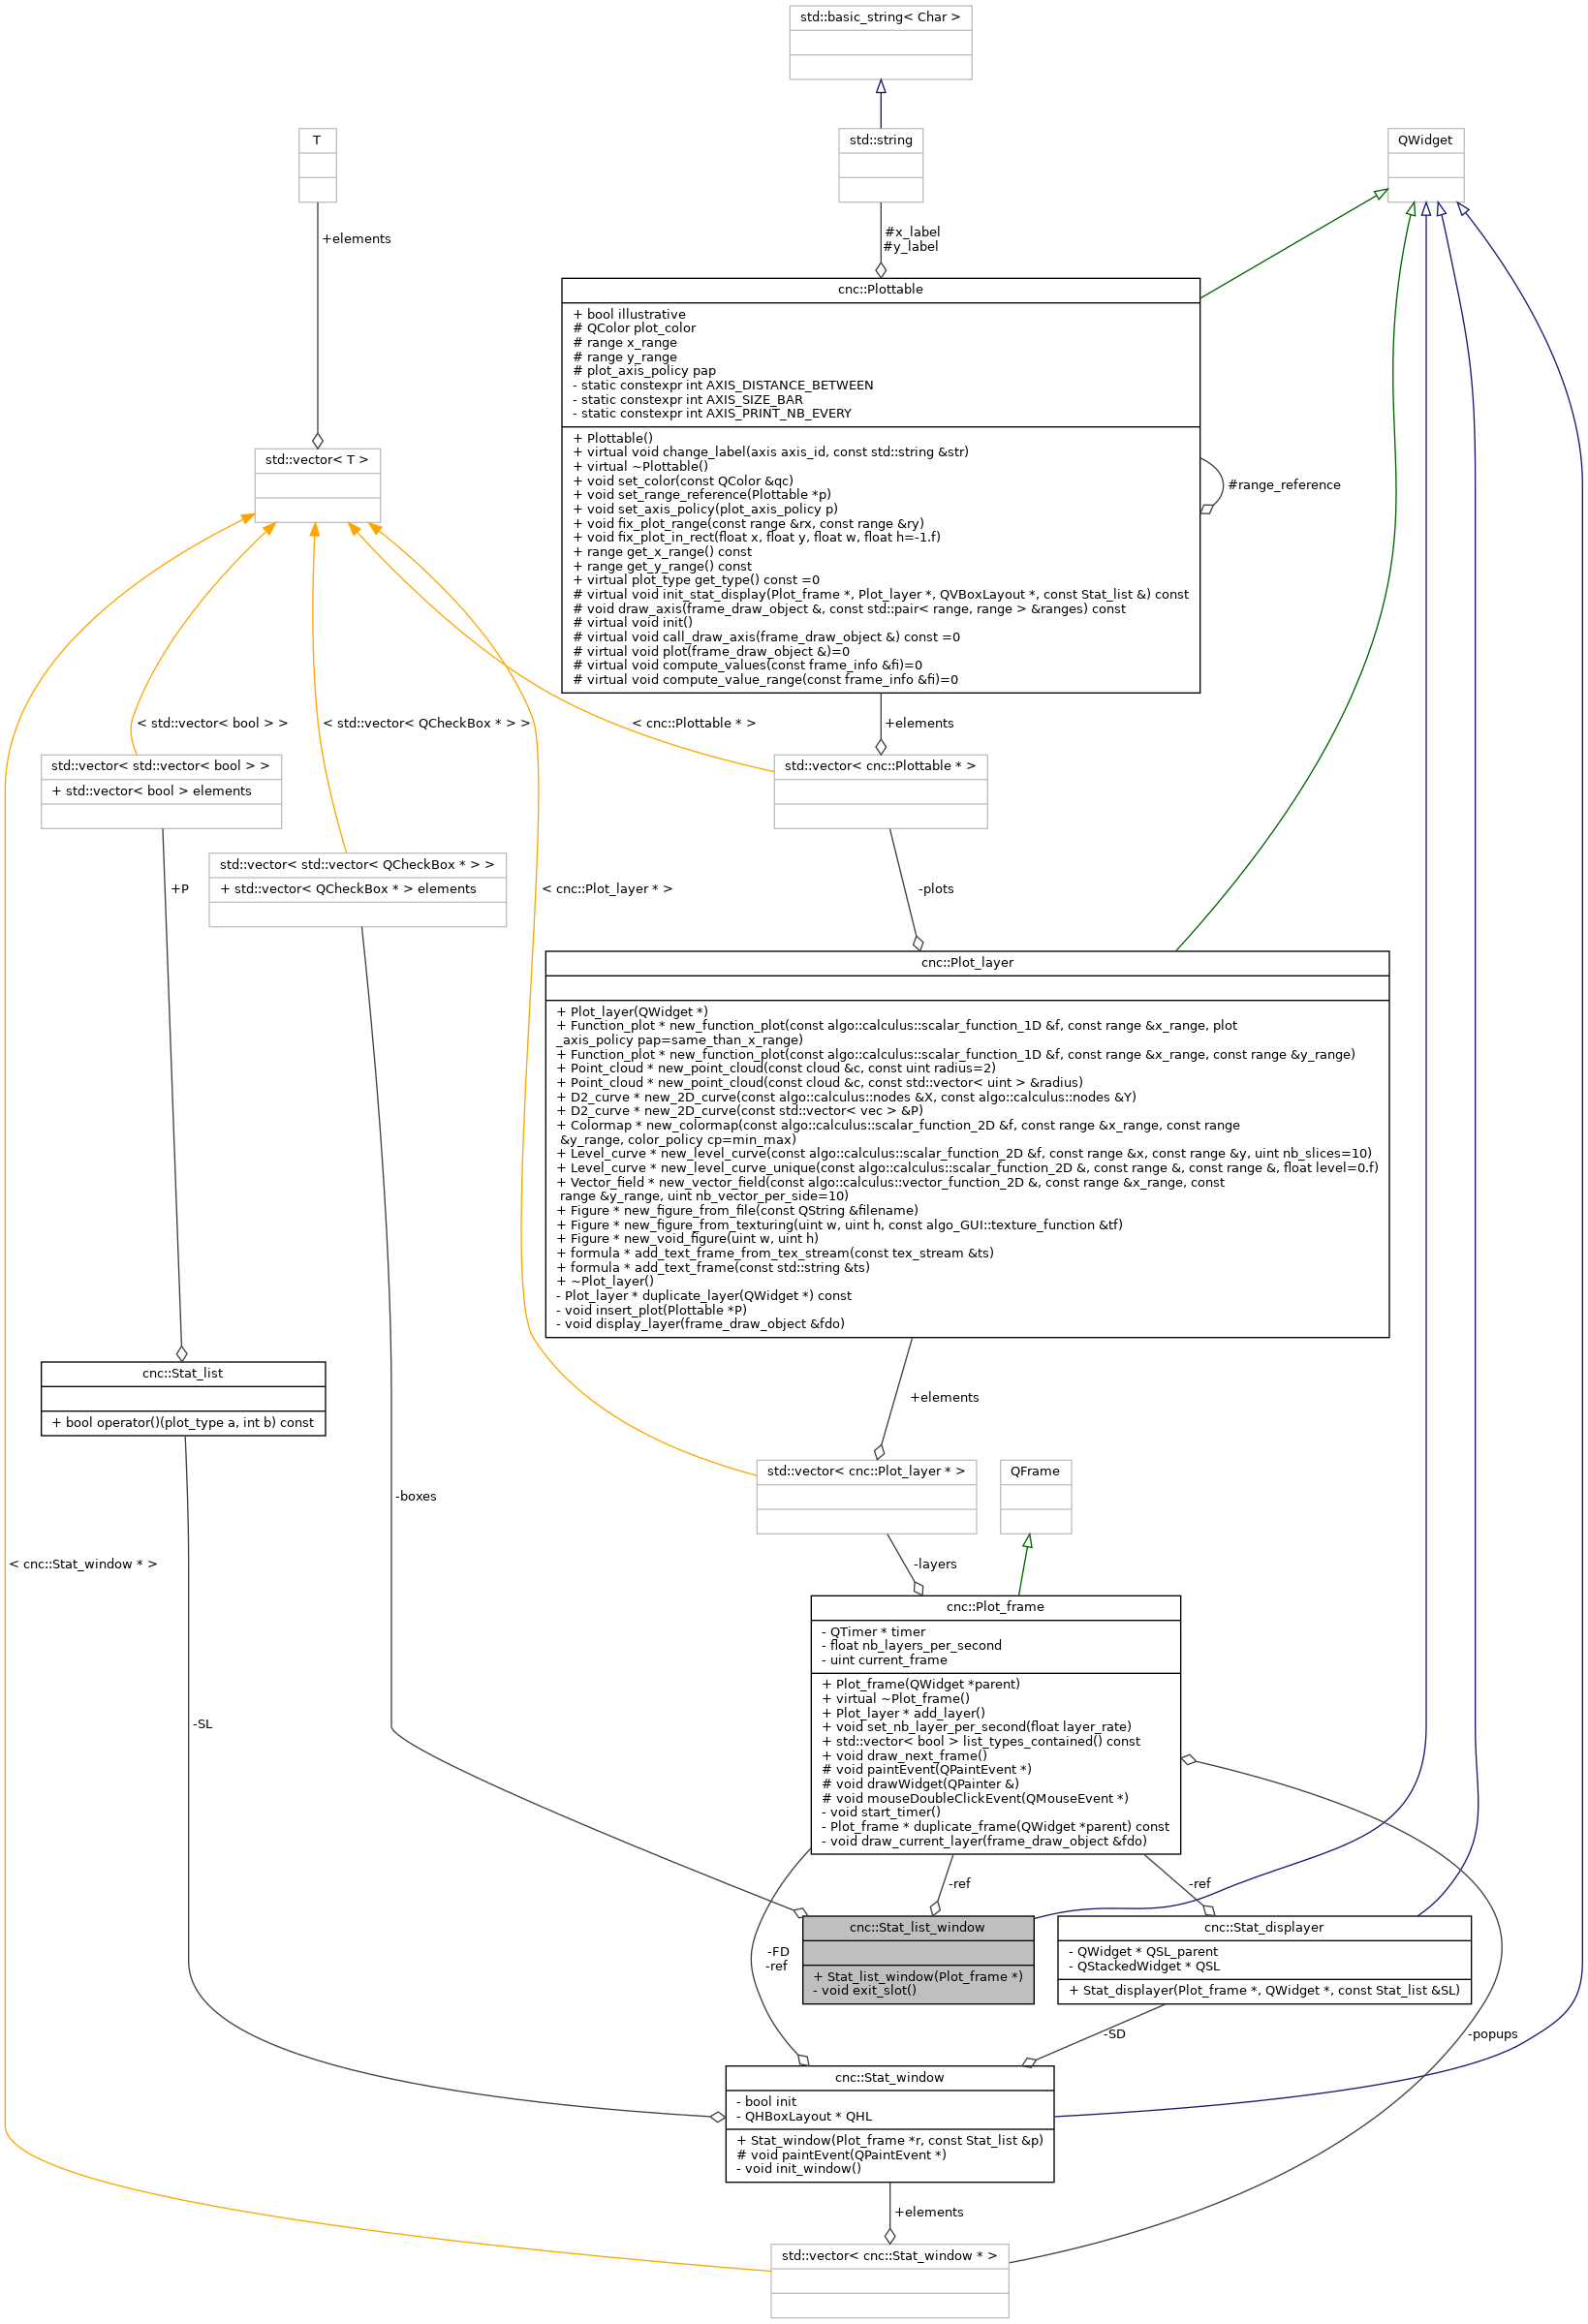 std::basic_string< Char >
T
std::string
QWidget
+elements
#x_label
#y_label
cnc::Plottable
+ bool illustrative
# QColor plot_color
# range x_range
# range y_range
# plot_axis_policy pap
- static constexpr int AXIS_DISTANCE_BETWEEN
- static constexpr int AXIS_SIZE_BAR
- static constexpr int AXIS_PRINT_NB_EVERY
+ Plottable()
+ virtual void change_label(axis axis_id, const std::string &str)
+ virtual ~Plottable()
+ void set_color(const QColor &qc)
+ void set_range_reference(Plottable *p)
+ void set_axis_policy(plot_axis_policy p)
+ void fix_plot_range(const range &rx, const range &ry)
+ void fix_plot_in_rect(float x, float y, float w, float h=-1.f)
+ range get_x_range() const
+ range get_y_range() const
+ virtual plot_type get_type() const =0
# virtual void init_stat_display(Plot_frame *, Plot_layer *, QVBoxLayout *, const Stat_list &) const
# void draw_axis(frame_draw_object &, const std::pair< range, range > &ranges) const
# virtual void init()
# virtual void call_draw_axis(frame_draw_object &) const =0
# virtual void plot(frame_draw_object &)=0
# virtual void compute_values(const frame_info &fi)=0
# virtual void compute_value_range(const frame_info &fi)=0
#range_reference
std::vector< T >
< std::vector< bool > >
< std::vector< QCheckBox * > >
< cnc::Plottable * >
+elements
std::vector< std::vector< bool > >
+ std::vector< bool > elements
std::vector< cnc::Plottable * >
std::vector< std::vector< QCheckBox * > >
+ std::vector< QCheckBox * > elements
+P
< cnc::Plot_layer * >
-plots
cnc::Plot_layer
+ Plot_layer(QWidget *)
+ Function_plot * new_function_plot(const algo::calculus::scalar_function_1D &f, const range &x_range, plot
_axis_policy pap=same_than_x_range)
+ Function_plot * new_function_plot(const algo::calculus::scalar_function_1D &f, const range &x_range, const range &y_range)
+ Point_cloud * new_point_cloud(const cloud &c, const uint radius=2)
+ Point_cloud * new_point_cloud(const cloud &c, const std::vector< uint > &radius)
+ D2_curve * new_2D_curve(const algo::calculus::nodes &X, const algo::calculus::nodes &Y)
+ D2_curve * new_2D_curve(const std::vector< vec > &P)
+ Colormap * new_colormap(const algo::calculus::scalar_function_2D &f, const range &x_range, const range
&y_range, color_policy cp=min_max)
+ Level_curve * new_level_curve(const algo::calculus::scalar_function_2D &f, const range &x, const range &y, uint nb_slices=10)
+ Level_curve * new_level_curve_unique(const algo::calculus::scalar_function_2D &, const range &, const range &, float level=0.f)
+ Vector_field * new_vector_field(const algo::calculus::vector_function_2D &, const range &x_range, const
range &y_range, uint nb_vector_per_side=10)
+ Figure * new_figure_from_file(const QString &filename)
+ Figure * new_figure_from_texturing(uint w, uint h, const algo_GUI::texture_function &tf)
+ Figure * new_void_figure(uint w, uint h)
+ formula * add_text_frame_from_tex_stream(const tex_stream &ts)
+ formula * add_text_frame(const std::string &ts)
+ ~Plot_layer()
- Plot_layer * duplicate_layer(QWidget *) const
- void insert_plot(Plottable *P)
- void display_layer(frame_draw_object &fdo)
cnc::Stat_list
+ bool operator()(plot_type a, int b) const
+elements
std::vector< cnc::Plot_layer * >
QFrame
-boxes
< cnc::Stat_window * >
-layers
cnc::Plot_frame
- QTimer * timer
- float nb_layers_per_second
- uint current_frame
+ Plot_frame(QWidget *parent)
+ virtual ~Plot_frame()
+ Plot_layer * add_layer()
+ void set_nb_layer_per_second(float layer_rate)
+ std::vector< bool > list_types_contained() const
+ void draw_next_frame()
# void paintEvent(QPaintEvent *)
# void drawWidget(QPainter &)
# void mouseDoubleClickEvent(QMouseEvent *)
- void start_timer()
- Plot_frame * duplicate_frame(QWidget *parent) const
- void draw_current_layer(frame_draw_object &fdo)
-SL
-ref
-ref
-FD
-ref
cnc::Stat_list_window
+ Stat_list_window(Plot_frame *)
- void exit_slot()
cnc::Stat_displayer
- QWidget * QSL_parent
- QStackedWidget * QSL
+ Stat_displayer(Plot_frame *, QWidget *, const Stat_list &SL)
-SD
-popups
cnc::Stat_window
- bool init
- QHBoxLayout * QHL
+ Stat_window(Plot_frame *r, const Stat_list &p)
# void paintEvent(QPaintEvent *)
- void init_window()
+elements
std::vector< cnc::Stat_window * >